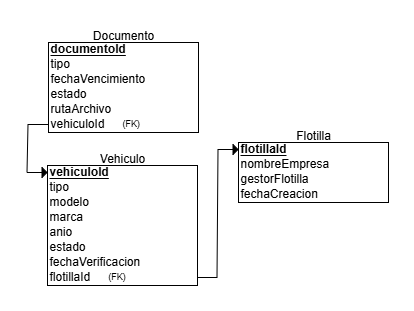 Documento
documentoId
tipo
fechaVencimiento
estado
rutaArchivo
vehiculoId (FK)
Flotilla
flotillaId
nombreEmpresa
gestorFlotilla
fechaCreacion
Vehiculo
vehiculoId
tipo
modelo
marca
anio
estado
fechaVerificacion
flotillaId (FK)